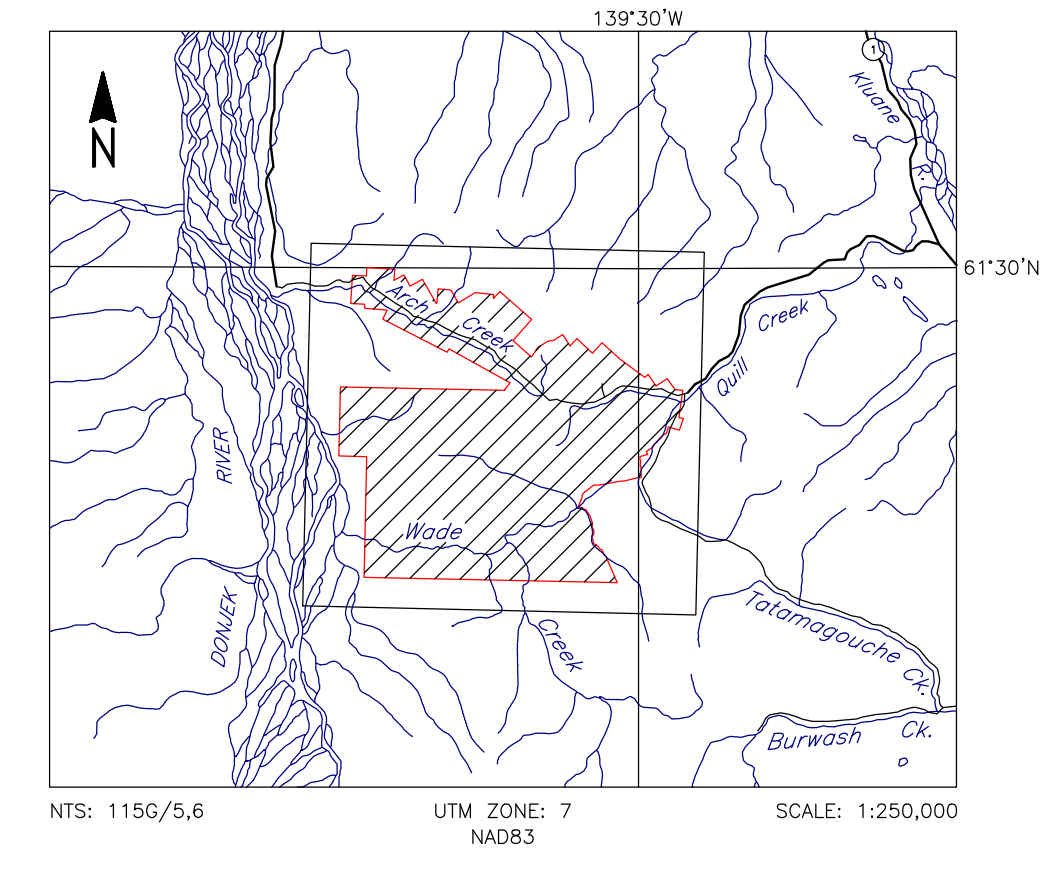 139°30'W
1
Kluane
R.
N
61°30'N
Arch
Creek
Creek
Quill
RIVER
Wade
DONJEK
Creek
Tatamagouche
Ck.
Burwash Ck.
NTS: 115G/5,6 UTM ZONE: 7 SCALE: 1:250,000
NAD83